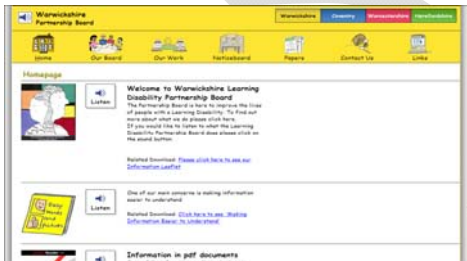 Warwickshire
Partnership Board
Warwickshire
Coventry
Worcestershire
Herefordshire
Home
Our Board
Our Work
Noticeboard
Papers
Contact Us
Links
Homepage
Listen
Welcome to Warwickshire Learning
Disability Partnership Board
The Partnership Board is here to improve the lives
of people with a Learning Disability. To find out
more about what we do please click here.
If you would like to listen to what the Learning
Disability Partnership Board does please click on
the sound button.
Related Download: Please click here to see our
Information Leaflet
Easy
Words
and
Pictures
Listen
One of our main concerns is making information
easier to understand.
Related Download: Click here to see 'Making
Information Easier to Understand'
Information in pdf documents